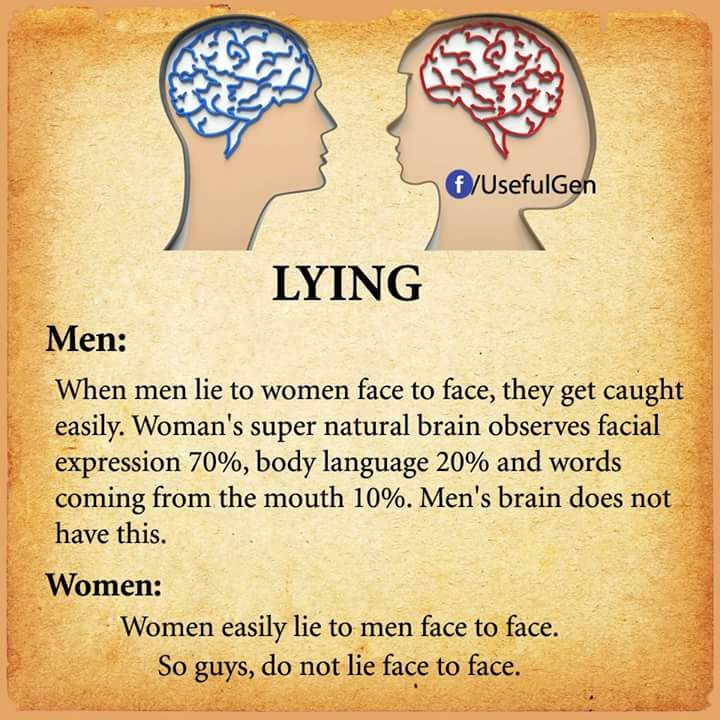 f/UsefulGen
LYING
Men:
When men lie to women face to face, they get caught
easily. Woman's super natural brain observes facial
expression 70%, body language 20% and words
coming from the mouth 10%. Men's brain does not
have this.
Women:
Women easily lie to men face to face.
So guys, do not lie face to face.